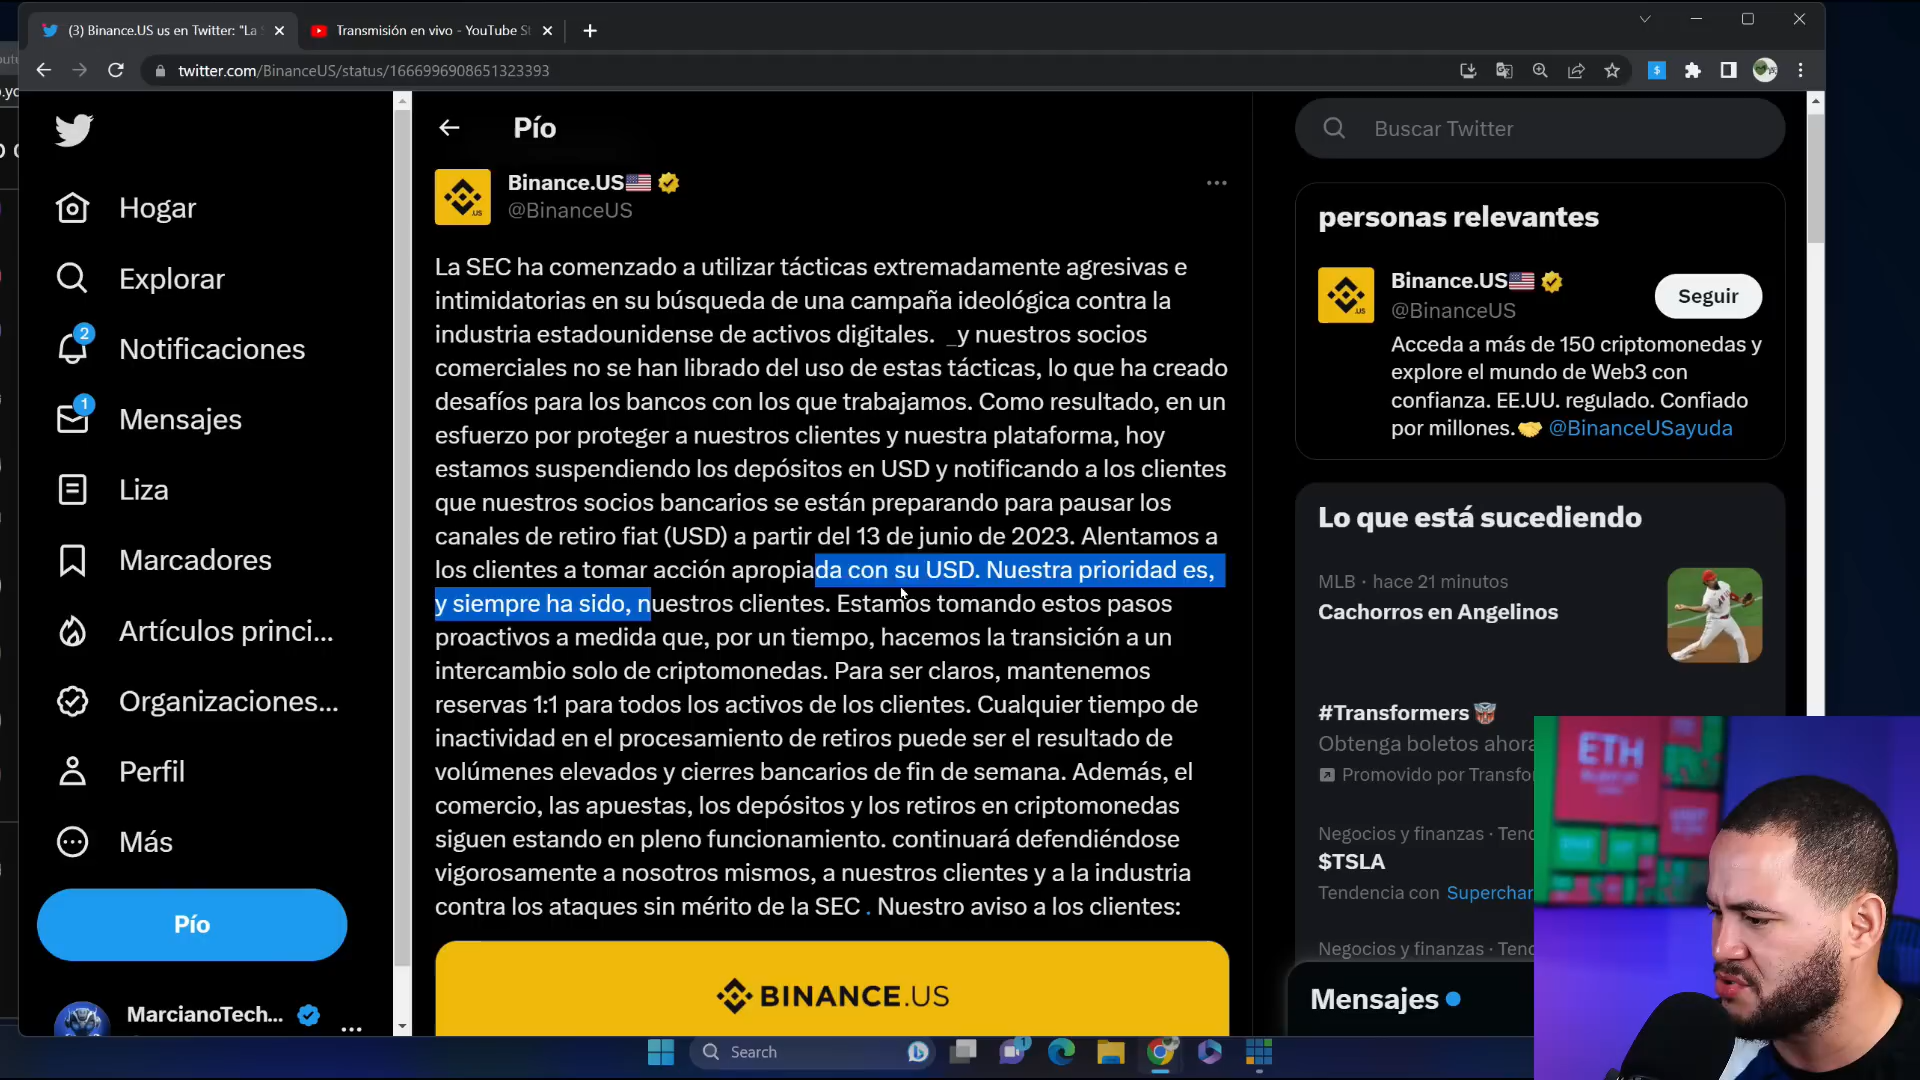 (3) Binance.US us en Twitter: "La S
Transmisión en vivo - YouTube S
twitter.com/BinanceUS/status/1666996908651323393
Hogar
Explorar
2
Notificaciones
1
Mensajes
Liza
Marcadores
Artículos princi...
Organizaciones...
Perfil
Más
Pío
MarcianoTech...
Pío
Binance.US🇺🇸
@BinanceUS
La SEC ha comenzado a utilizar tácticas extremadamente agresivas e
intimidatorias en su búsqueda de una campaña ideológica contra la
industria estadounidense de activos digitales.  _y nuestros socios
comerciales no se han librado del uso de estas tácticas, lo que ha creado
desafíos para los bancos con los que trabajamos. Como resultado, en un
esfuerzo por proteger a nuestros clientes y nuestra plataforma, hoy
estamos suspendiendo los depósitos en USD y notificando a los clientes
que nuestros socios bancarios se están preparando para pausar los
canales de retiro fiat (USD) a partir del 13 de junio de 2023. Alentamos a
los clientes a tomar acción apropiada con su USD. Nuestra prioridad es,
y siempre ha sido, nuestros clientes. Estamos tomando estos pasos
proactivos a medida que, por un tiempo, hacemos la transición a un
intercambio solo de criptomonedas. Para ser claros, mantenemos
reservas 1:1 para todos los activos de los clientes. Cualquier tiempo de
inactividad en el procesamiento de retiros puede ser el resultado de
volúmenes elevados y cierres bancarios de fin de semana. Además, el
comercio, las apuestas, los depósitos y los retiros en criptomonedas
siguen estando en pleno funcionamiento. continuará defendiéndose
vigorosamente a nosotros mismos, a nuestros clientes y a la industria
contra los ataques sin mérito de la SEC . Nuestro aviso a los clientes:
BINANCE.US
Buscar Twitter
personas relevantes
Binance.US🇺🇸
@BinanceUS
Seguir
Acceda a más de 150 criptomonedas y
explore el mundo de Web3 con
confianza. EE.UU. regulado. Confiado
por millones.🤝 @BinanceUSayuda
Lo que está sucediendo
MLB · hace 21 minutos
Cachorros en Angelinos
#Transformers
Obtenga boletos ahora
Promovido por Transfo
Negocios y finanzas · Tend
$TSLA
Tendencia con Superchar
Negocios y finanzas · Tend
Mensajes
ETH
Search
1